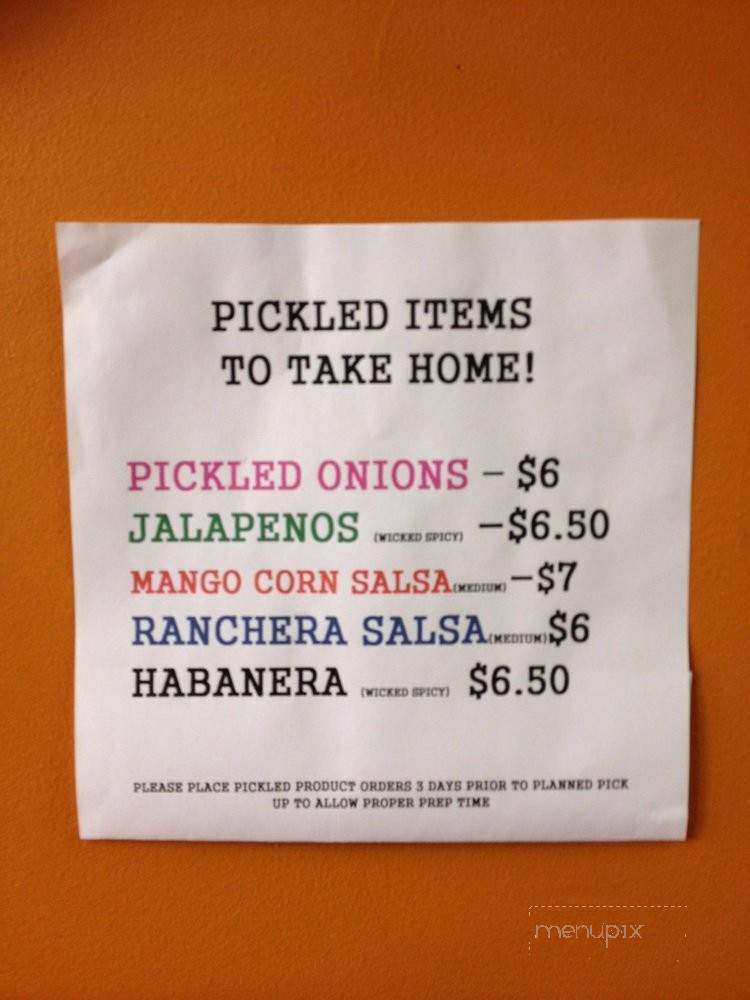 PICKLED ITEMS
TO TAKE HOME!
PICKLED ONIONS – $6
JALAPENOS (WICKED SPICY) –$6.50
MANGO CORN SALSA(MEDIUM)–$7
RANCHERA SALSA(MEDIUM)$6
HABANERA (WICKED SPICY) $6.50
PLEASE PLACE PICKLED PRODUCT ORDERS 3 DAYS PRIOR TO PLANNED PICK
UP TO ALLOW PROPER PREP TIME
menupix